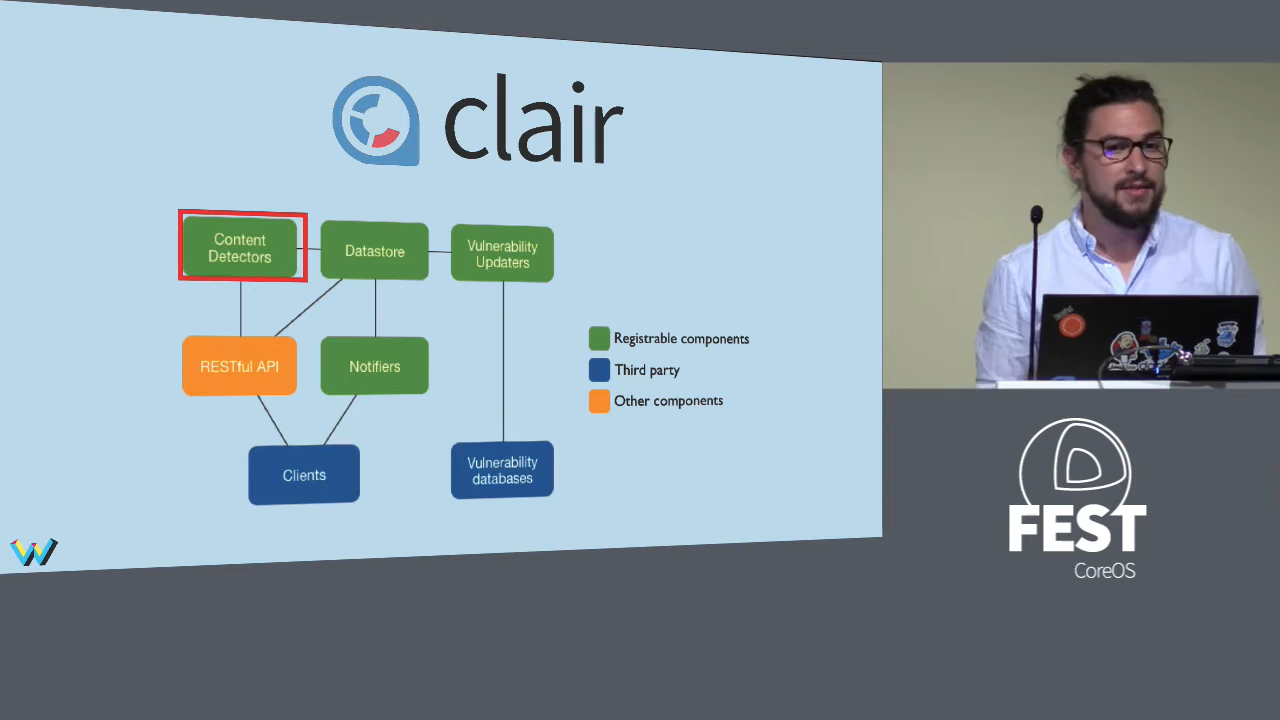 clair
Content
Detectors
Datastore
Vulnerability
Updaters
RESTful API
Notifiers
Registrable components
Third party
Other components
Clients
Vulnerability
databases
W
FEST
CoreOS